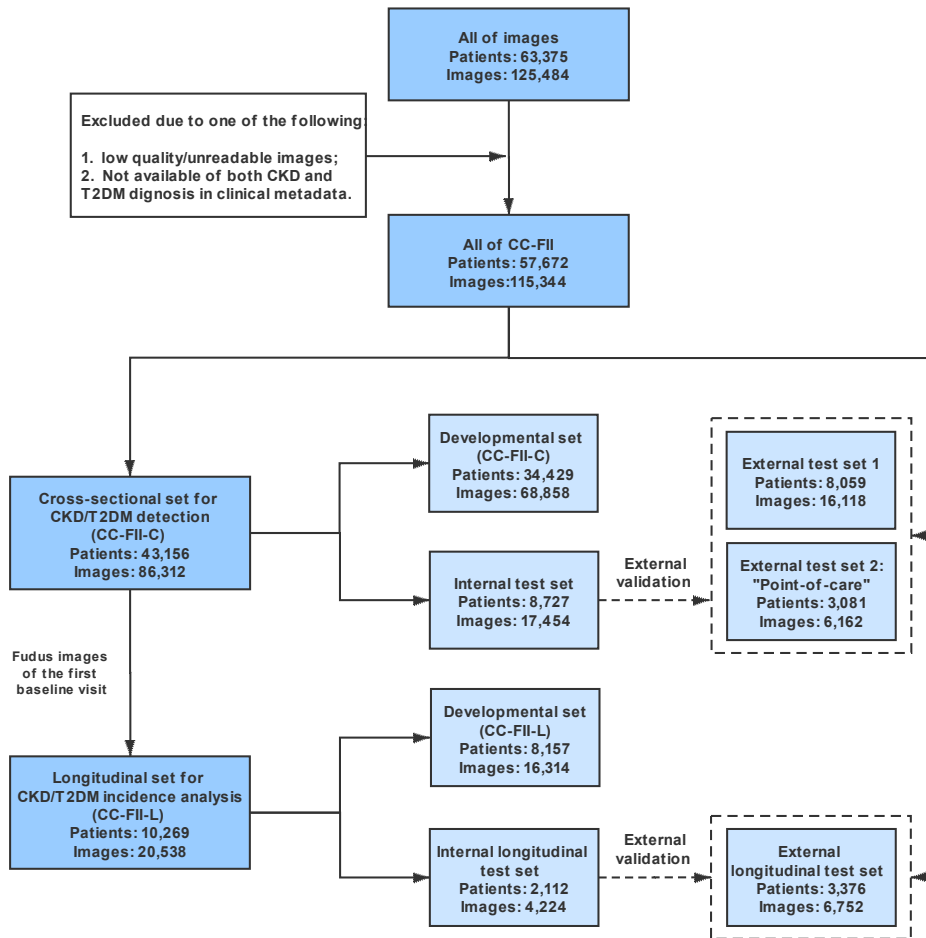 All of images
Patients: 63,375
Images: 125,484
Excluded due to one of the following:
1. low quality/unreadable images;
2. Not available of both CKD and
T2DM dignosis in clinical metadata.
All of CC-FII
Patients: 57,672
Images:115,344
Cross-sectional set for
CKD/T2DM detection
(CC-FII-C)
Patients: 43,156
Images: 86,312
Developmental set
(CC-FII-C)
Patients: 34,429
Images: 68,858
Internal test set
Patients: 8,727
Images: 17,454
External
validation
External test set 1
Patients: 8,059
Images: 16,118
External test set 2:
"Point-of-care"
Patients: 3,081
Images: 6,162
Fudus images
of the first
baseline visit
Longitudinal set for
CKD/T2DM incidence analysis
(CC-FII-L)
Patients: 10,269
Images: 20,538
Developmental set
(CC-FII-L)
Patients: 8,157
Images: 16,314
Internal longitudinal
test set
Patients: 2,112
Images: 4,224
External
validation
External
longitudinal test set
Patients: 3,376
Images: 6,752